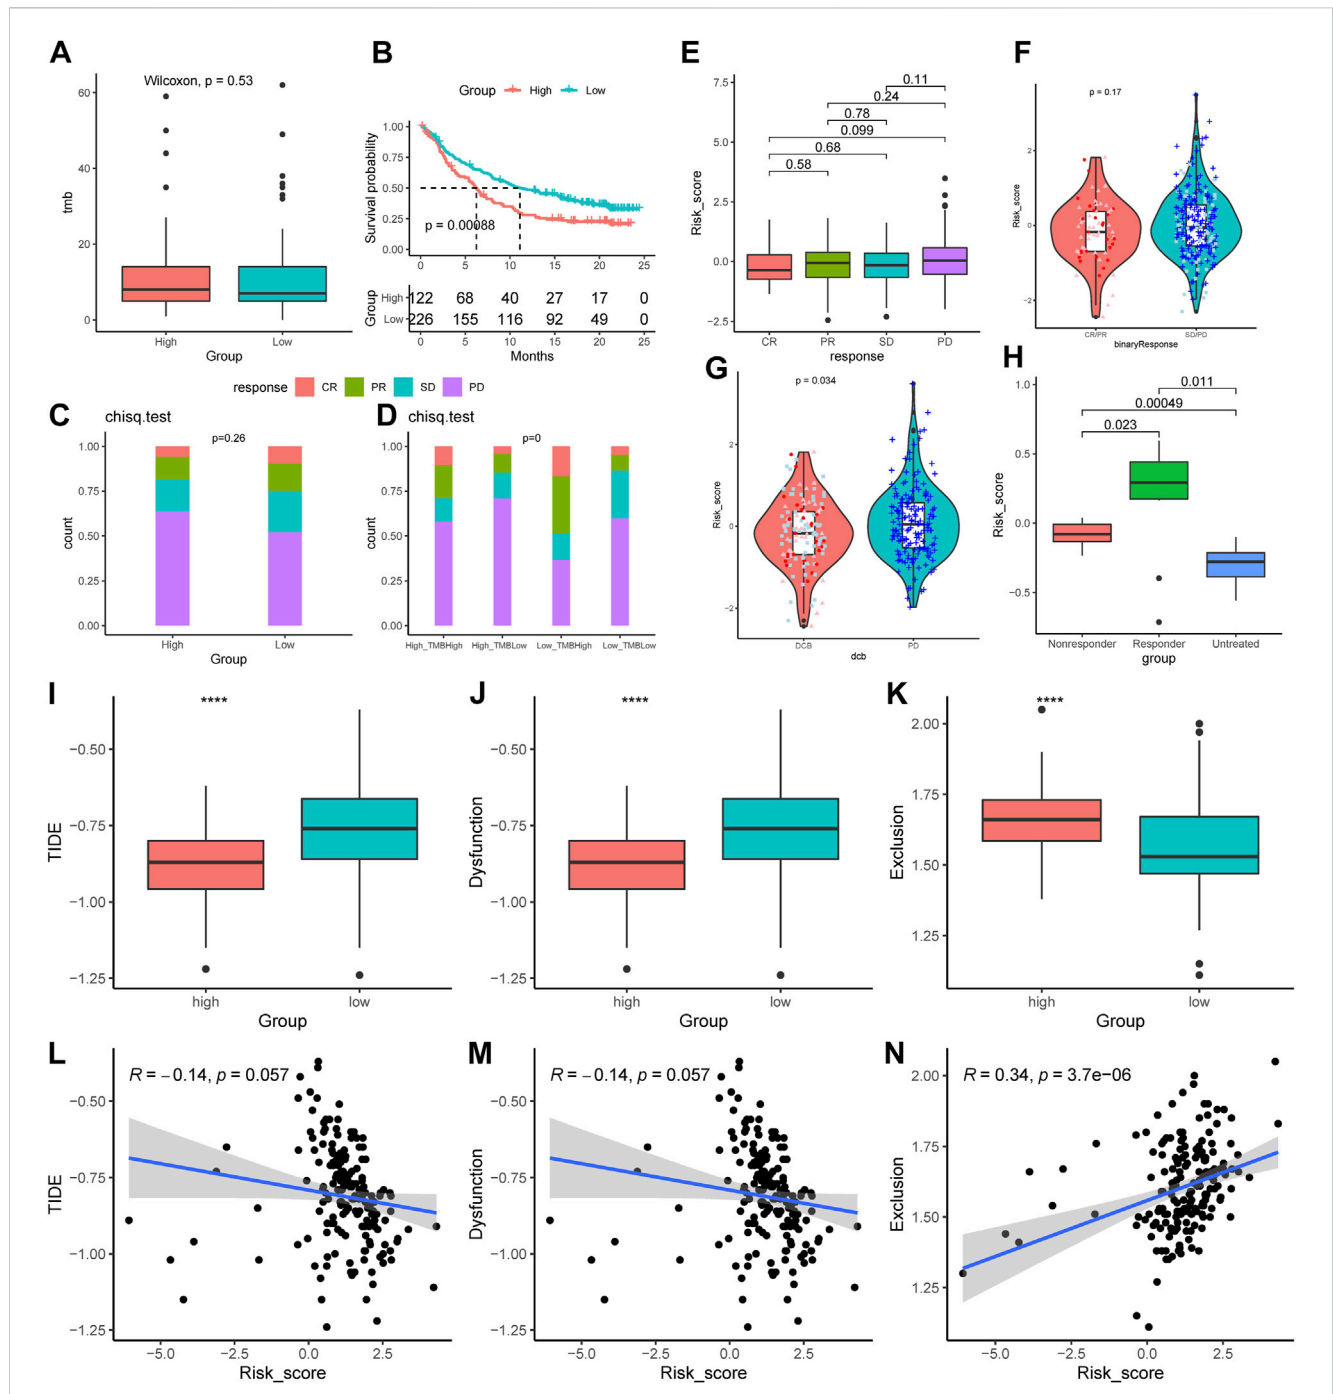 A
Wilcoxon, p = 0.53
60
40
20
0
tmb
High
Low
Group
B
Group
High
Low
1.00
0.75
0.50
0.25
0.00
Survival probability
p = 0.00088
0
5
10
15
20
25
Group
High 122 68 40 27 17 0
Low 226 155 116 92 49 0
0 5 10 15 20 25
Months
E
7.5
5.0
2.5
0.0
−2.5
Risk_score
0.11
0.24
0.78
0.099
0.68
0.58
CR
PR
SD
PD
response
F
p = 0.17
2
0
−2
Risk_score
CR/PR
SD/PD
binaryResponse
response
CR
PR
SD
PD
C
chisq.test
p=0.26
1.00
0.75
0.50
0.25
0.00
count
High
Low
Group
D
chisq.test
p=0
1.00
0.75
0.50
0.25
0.00
count
High_TMBHigh
High_TMBLow
Low_TMBHigh
Low_TMBLow
G
p = 0.034
2
0
−2
Risk_score
DCB
PD
dcb
H
1.0
0.5
0.0
−0.5
Risk_score
0.011
0.00049
0.023
Nonresponder
Responder
Untreated
group
I
****
−0.50
−0.75
−1.00
−1.25
TIDE
high
low
Group
J
****
−0.50
−0.75
−1.00
−1.25
Dysfunction
high
low
Group
K
****
2.00
1.75
1.50
1.25
Exclusion
high
low
Group
L
R = −0.14, p = 0.057
−0.50
−0.75
−1.00
−1.25
TIDE
−5.0
−2.5
0.0
2.5
Risk_score
M
R = −0.14, p = 0.057
−0.50
−0.75
−1.00
−1.25
Dysfunction
−5.0
−2.5
0.0
2.5
Risk_score
N
R = 0.34, p = 3.7e−06
2.00
1.75
1.50
1.25
Exclusion
−5.0
−2.5
0.0
2.5
Risk_score